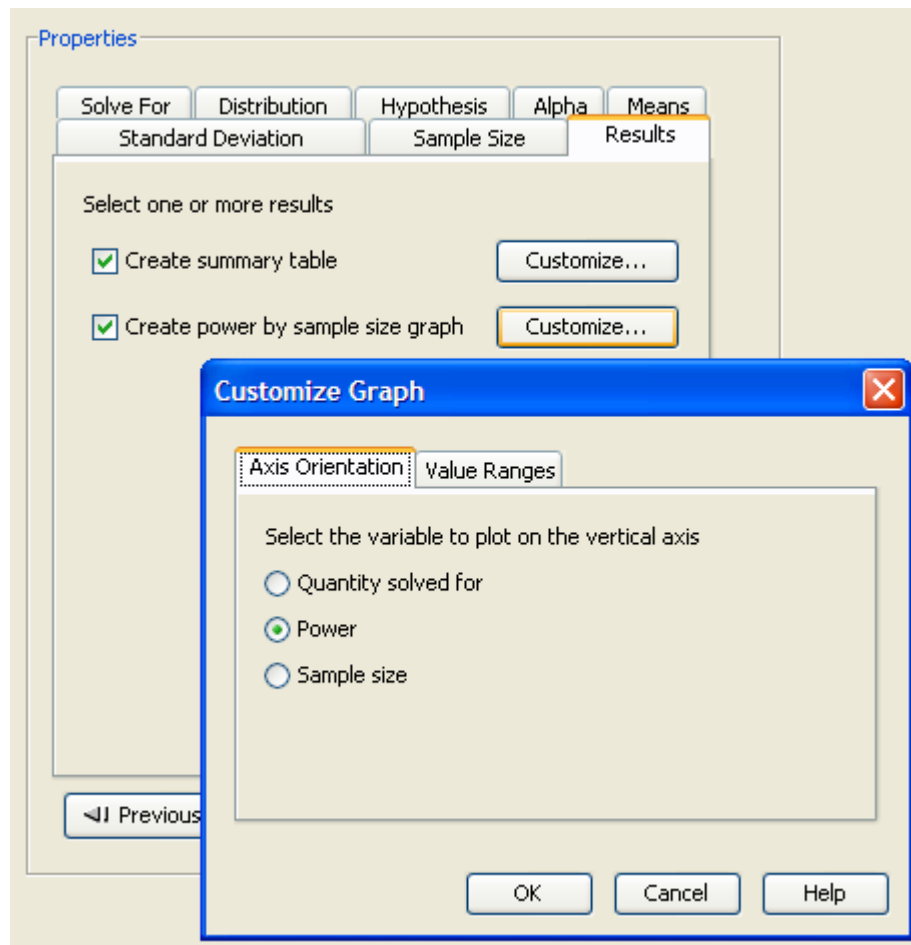 Properties
Solve For Distribution Hypothesis Alpha Means
Standard Deviation Sample Size Results
Select one or more results
Create summary table Customize...
Create power by sample size graph Customize...
Customize Graph
Axis Orientation Value Ranges
Select the variable to plot on the vertical axis
Quantity solved for
Power
Sample size
Previous
OK Cancel Help